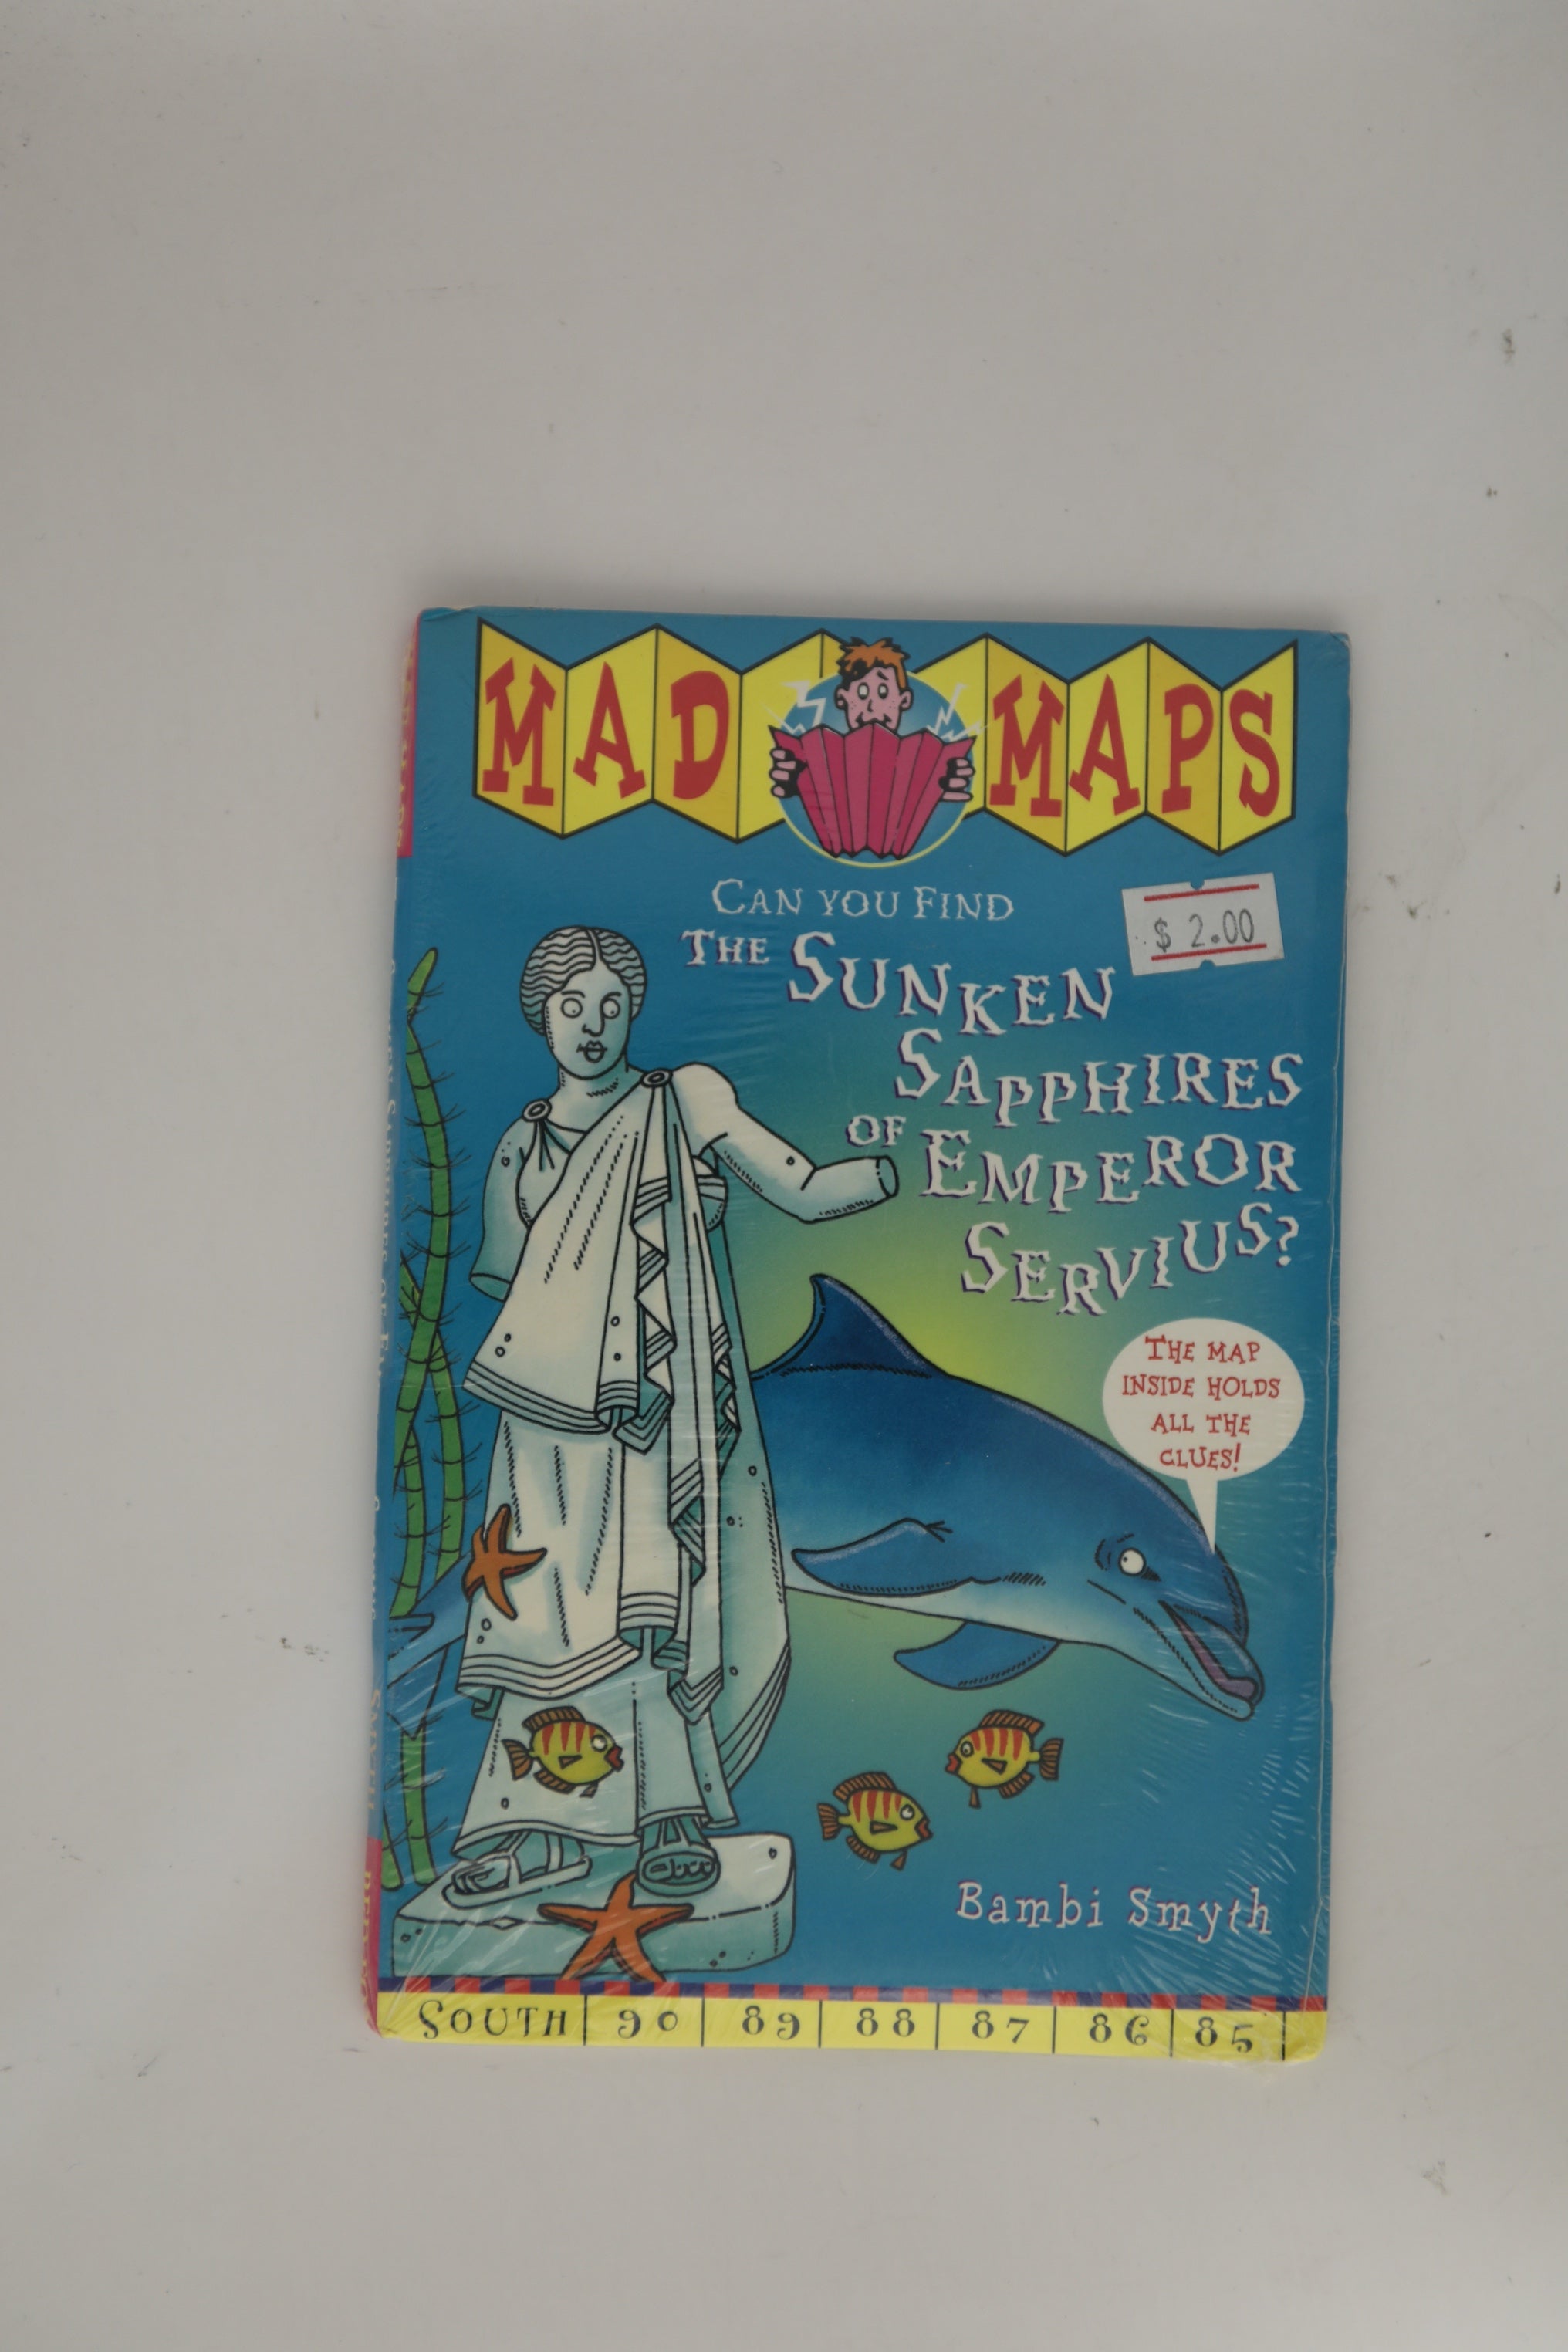 MAD MAPS
CAN YOU FIND
THE SUNKEN
SAPPHIRES
OF EMPEROR
SERVIUS?
$ 2.00
THE MAP
INSIDE HOLDS
ALL THE
CLUES!
Bambi Smyth
SOUTH 90 89 88 87 86 85